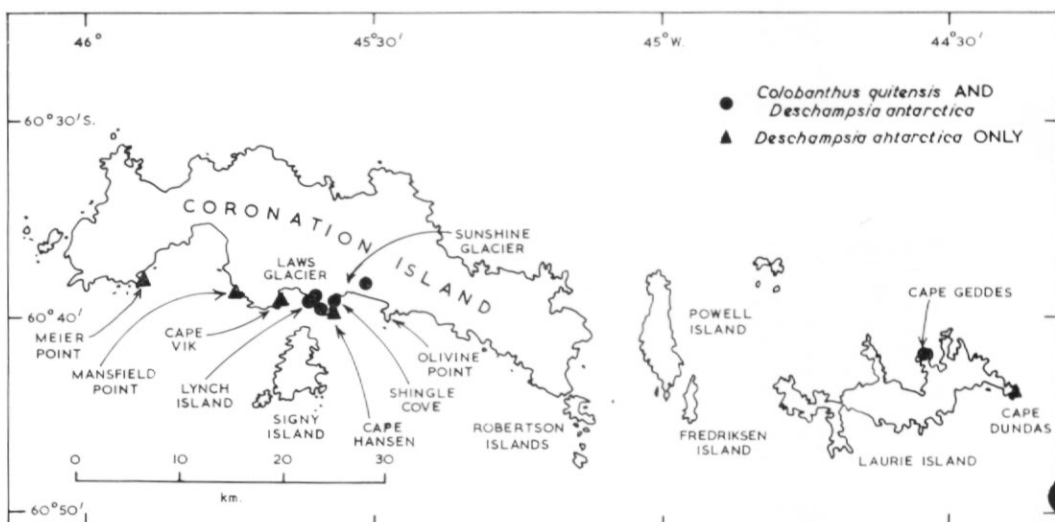 46°
45°30′
45°W.
44°30′
60°30′S.
60°40′
60°50′
● Colobanthus quitensis AND
Deschampsia antarctica
▲ Deschampsia ahtarctica ONLY
CORONATION ISLAND
SUNSHINE
GLACIER
LAWS
GLACIER
MEIER
POINT
MANSFIELD
POINT
CAPE
VIK
LYNCH
ISLAND
SIGNY
ISLAND
CAPE
HANSEN
SHINGLE
COVE
OLIVINE
POINT
ROBERTSON
ISLANDS
POWELL
ISLAND
FREDRIKSEN
ISLAND
CAPE GEDDES
CAPE
DUNDAS
LAURIE ISLAND
0 10 20 30
km.